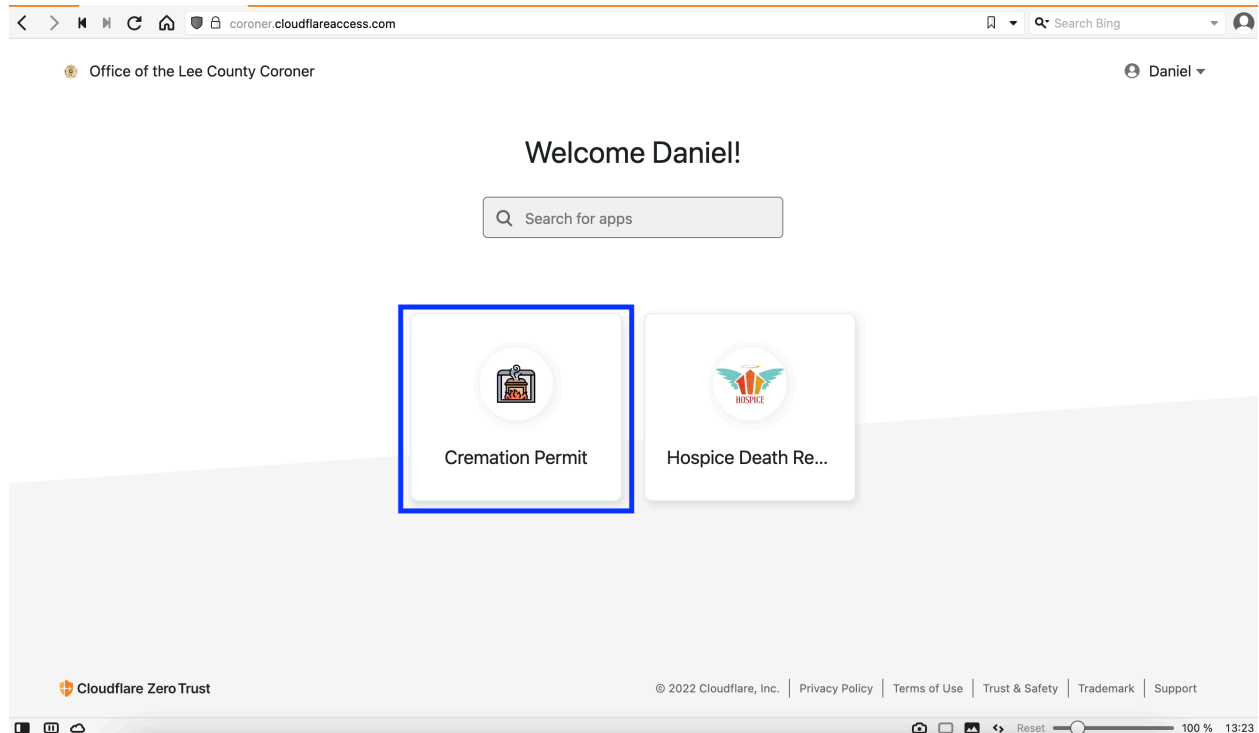 coroner.cloudflareaccess.com
Search Bing
Office of the Lee County Coroner
Daniel
Welcome Daniel!
Search for apps
HOSPICE
Cremation Permit
Hospice Death Re...
Cloudflare Zero Trust
© 2022 Cloudflare, Inc. Privacy Policy Terms of Use Trust & Safety Trademark Support
Reset 100 % 13:23